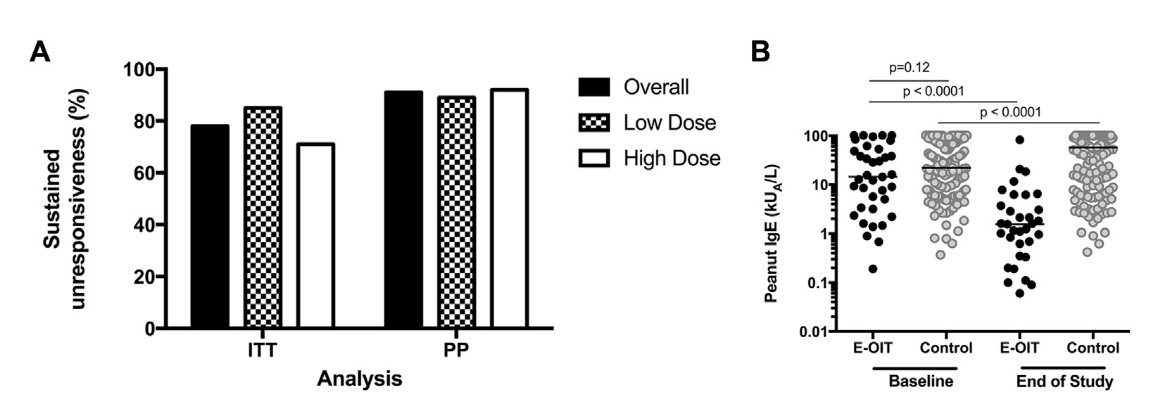 A
Sustained
unresponsiveness (%)
100
80
60
40
20
0
ITT
PP
Analysis
Overall
Low Dose
High Dose
B
p=0.12
p < 0.0001
p < 0.0001
Peanut IgE (kUA/L)
100
10
1
0.1
0.01
E-OIT
Control
E-OIT
Control
Baseline
End of Study